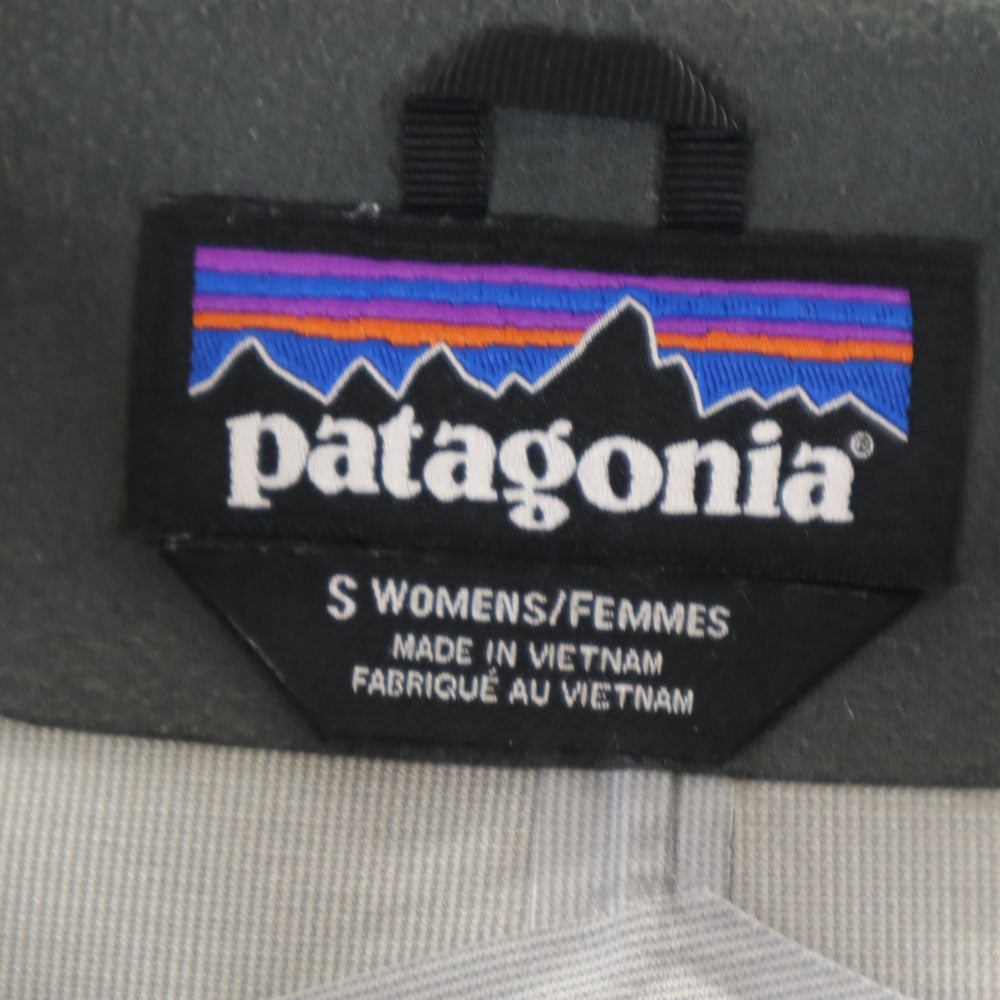 patagonia®
S WOMENS/FEMMES
MADE IN VIETNAM
FABRIQUÉ AU VIETNAM